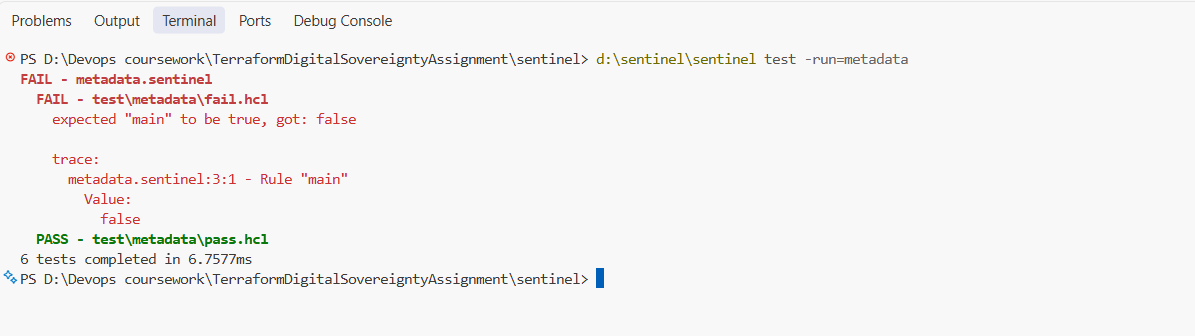 Problems Output Terminal Ports Debug Console
PS D:\Devops coursework\TerraformDigitalSovereigntyAssignment\sentinel> d:\sentinel\sentinel test -run=metadata
FAIL - metadata.sentinel
FAIL - test\metadata\fail.hcl
expected "main" to be true, got: false
trace:
metadata.sentinel:3:1 - Rule "main"
Value:
false
PASS - test\metadata\pass.hcl
6 tests completed in 6.7577ms
PS D:\Devops coursework\TerraformDigitalSovereigntyAssignment\sentinel>